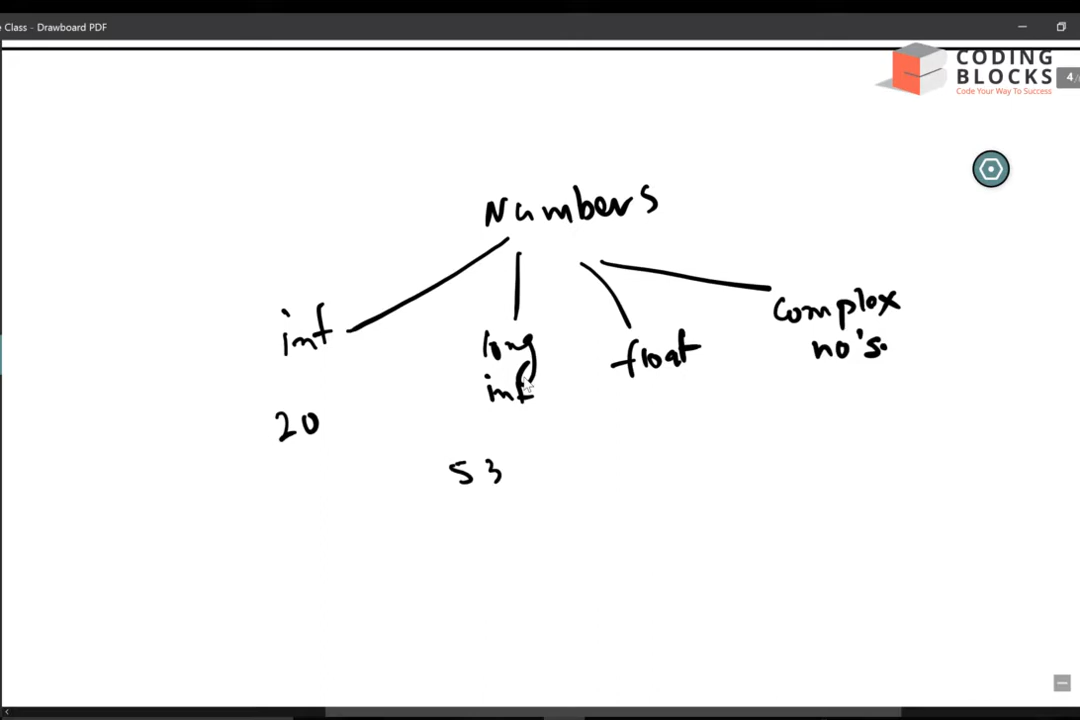 e Class - Drawboard PDF
CODING
BLOCKS
Code Your Way To Success
4/
Numbers
int
long
int
float
complex
no's.
20
53